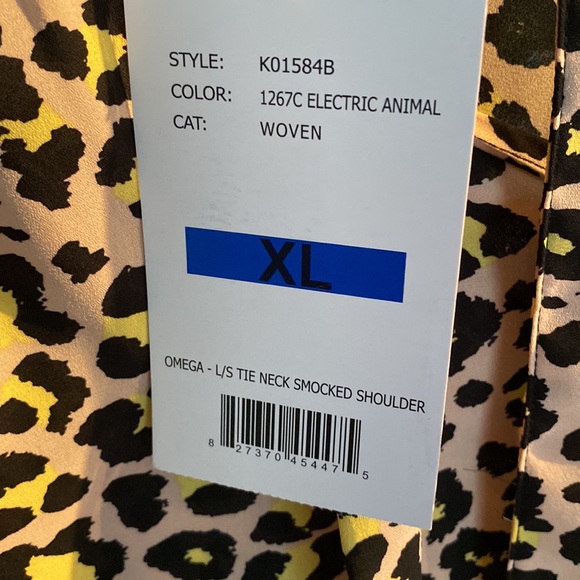 STYLE: K01584B
COLOR: 1267C ELECTRIC ANIMAL
CAT: WOVEN
XL
OMEGA - L/S TIE NECK SMOCKED SHOULDER
8 27370 45447 5